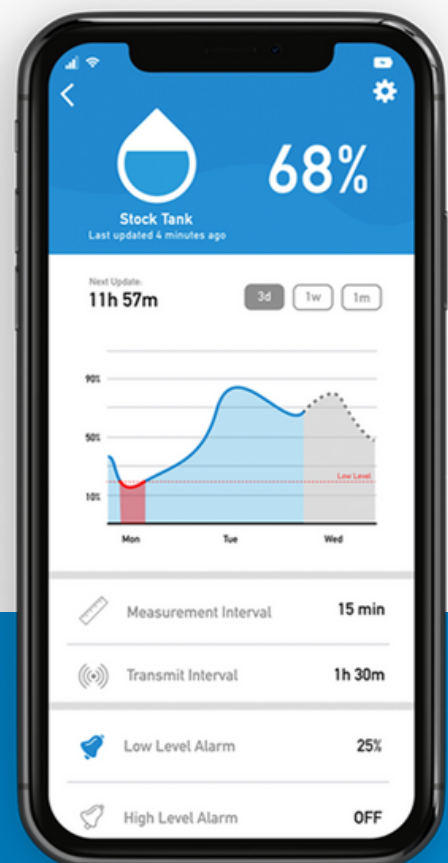 68%
Stock Tank
Last updated 4 minutes ago
Next Update:
11h 57m
3d 1w 1m
90%
50%
Low Level
10%
Mon Tue Wed
Measurement Interval 15 min
Transmit Interval 1h 30m
Low Level Alarm 25%
High Level Alarm OFF